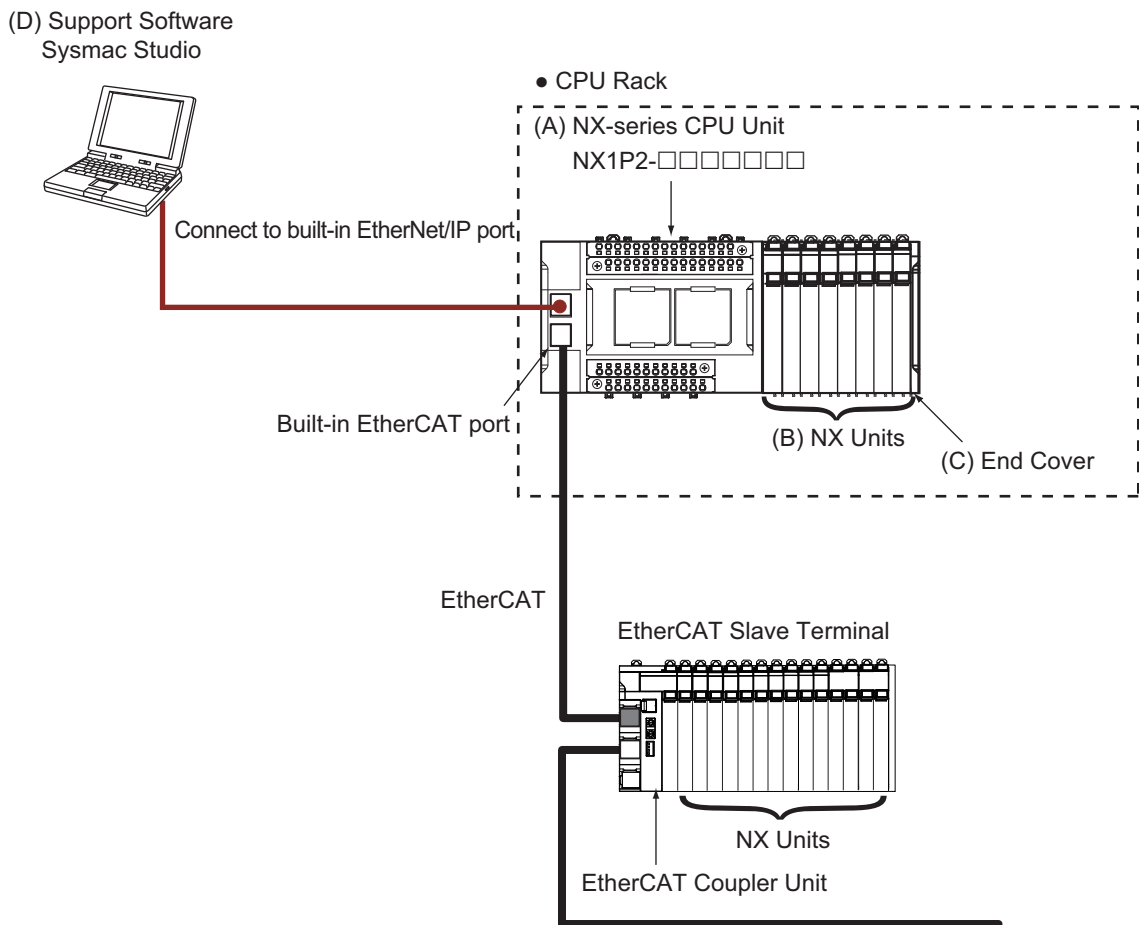 (D) Support Software
Sysmac Studio
● CPU Rack
(A) NX-series CPU Unit
NX1P2-□□□□□□□
Connect to built-in EtherNet/IP port
Built-in EtherCAT port
(B) NX Units
(C) End Cover
EtherCAT
EtherCAT Slave Terminal
NX Units
EtherCAT Coupler Unit